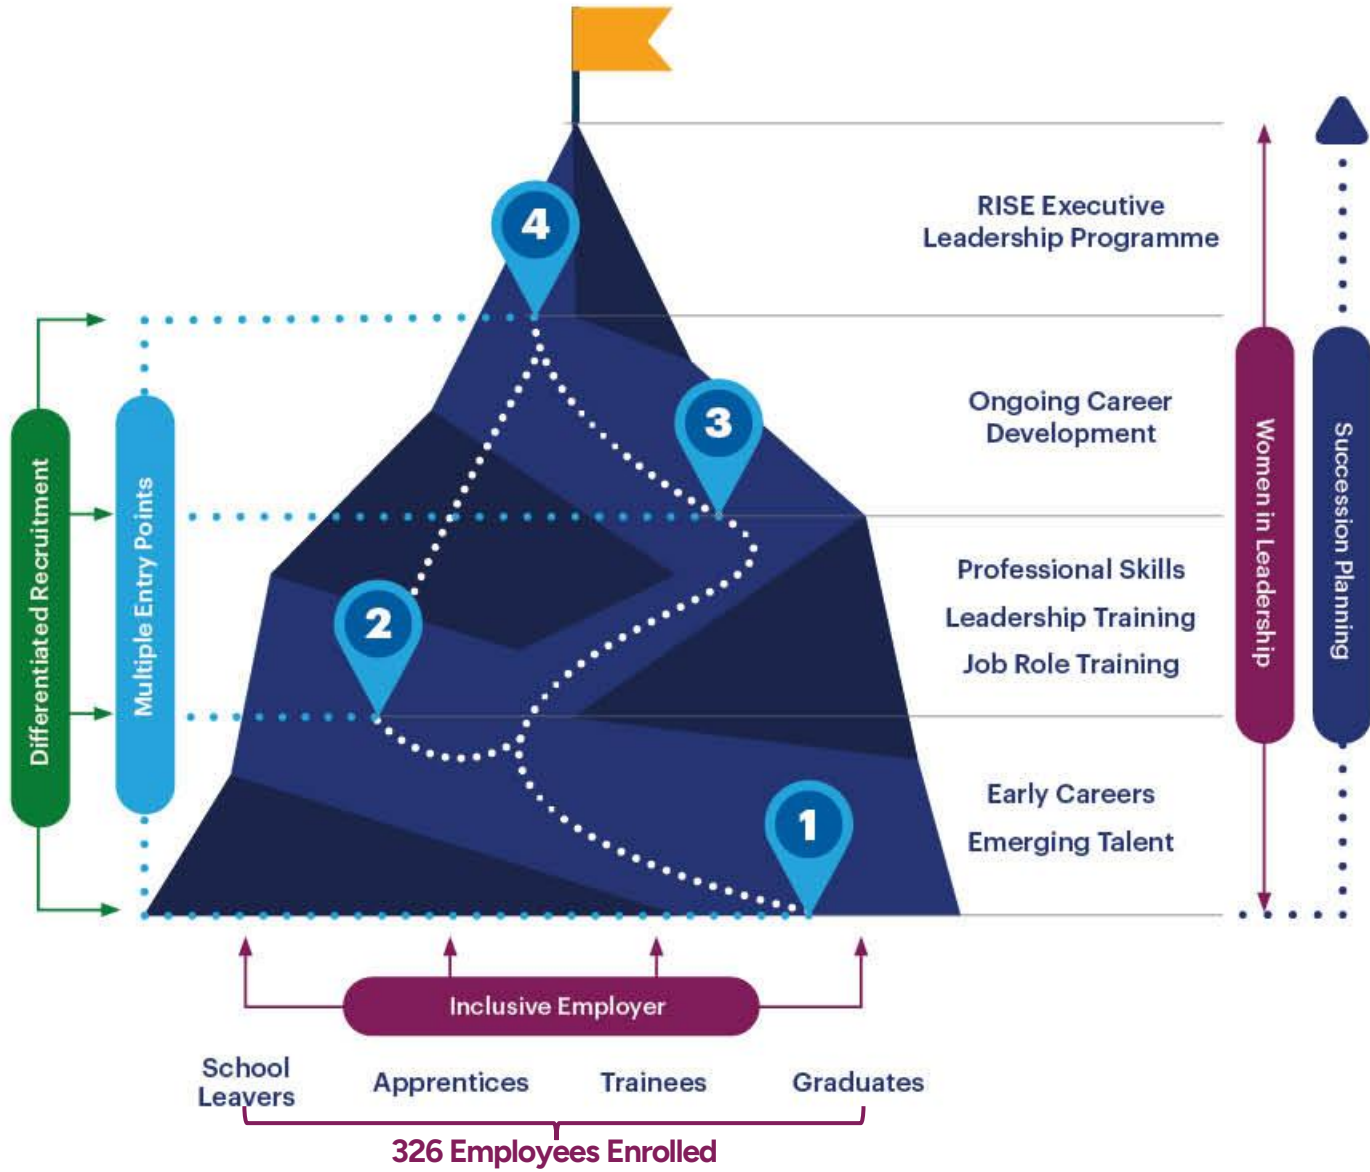 4
RISE Executive
Leadership Programme
3
Ongoing Career
Development
2
Professional Skills
Leadership Training
Job Role Training
1
Early Careers
Emerging Talent
Differentiated Recruitment
Multiple Entry Points
Women in Leadership
Succession Planning
Inclusive Employer
School
Leavers
Apprentices
Trainees
Graduates
326 Employees Enrolled